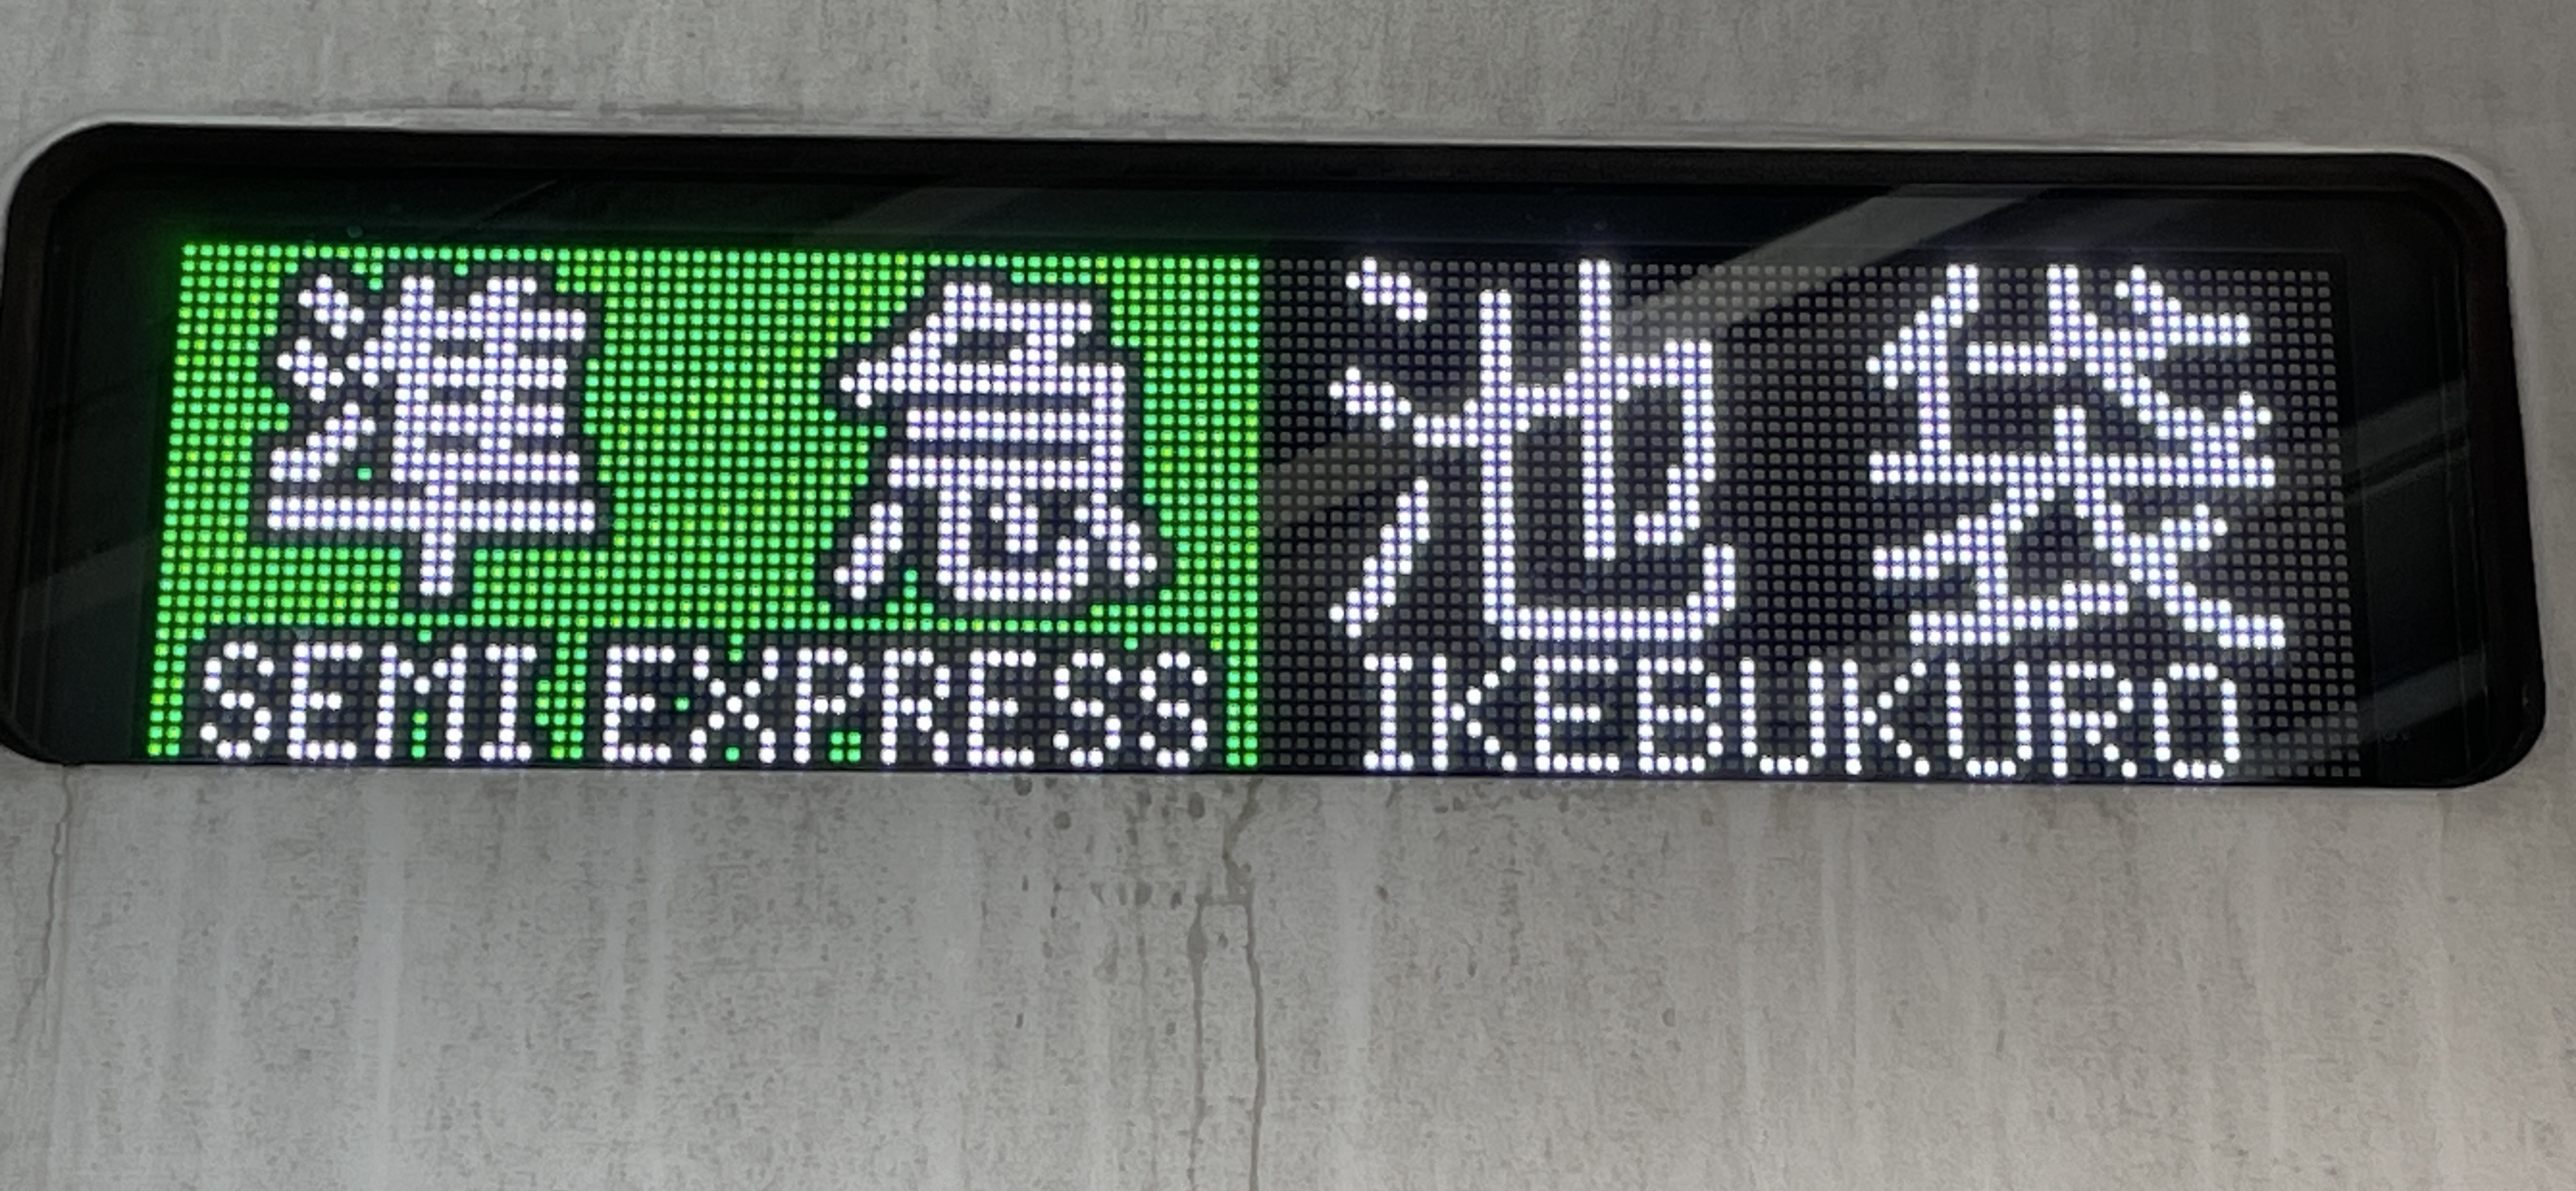 準急 池袋
SEMI EXPRESS IKEBUKURO